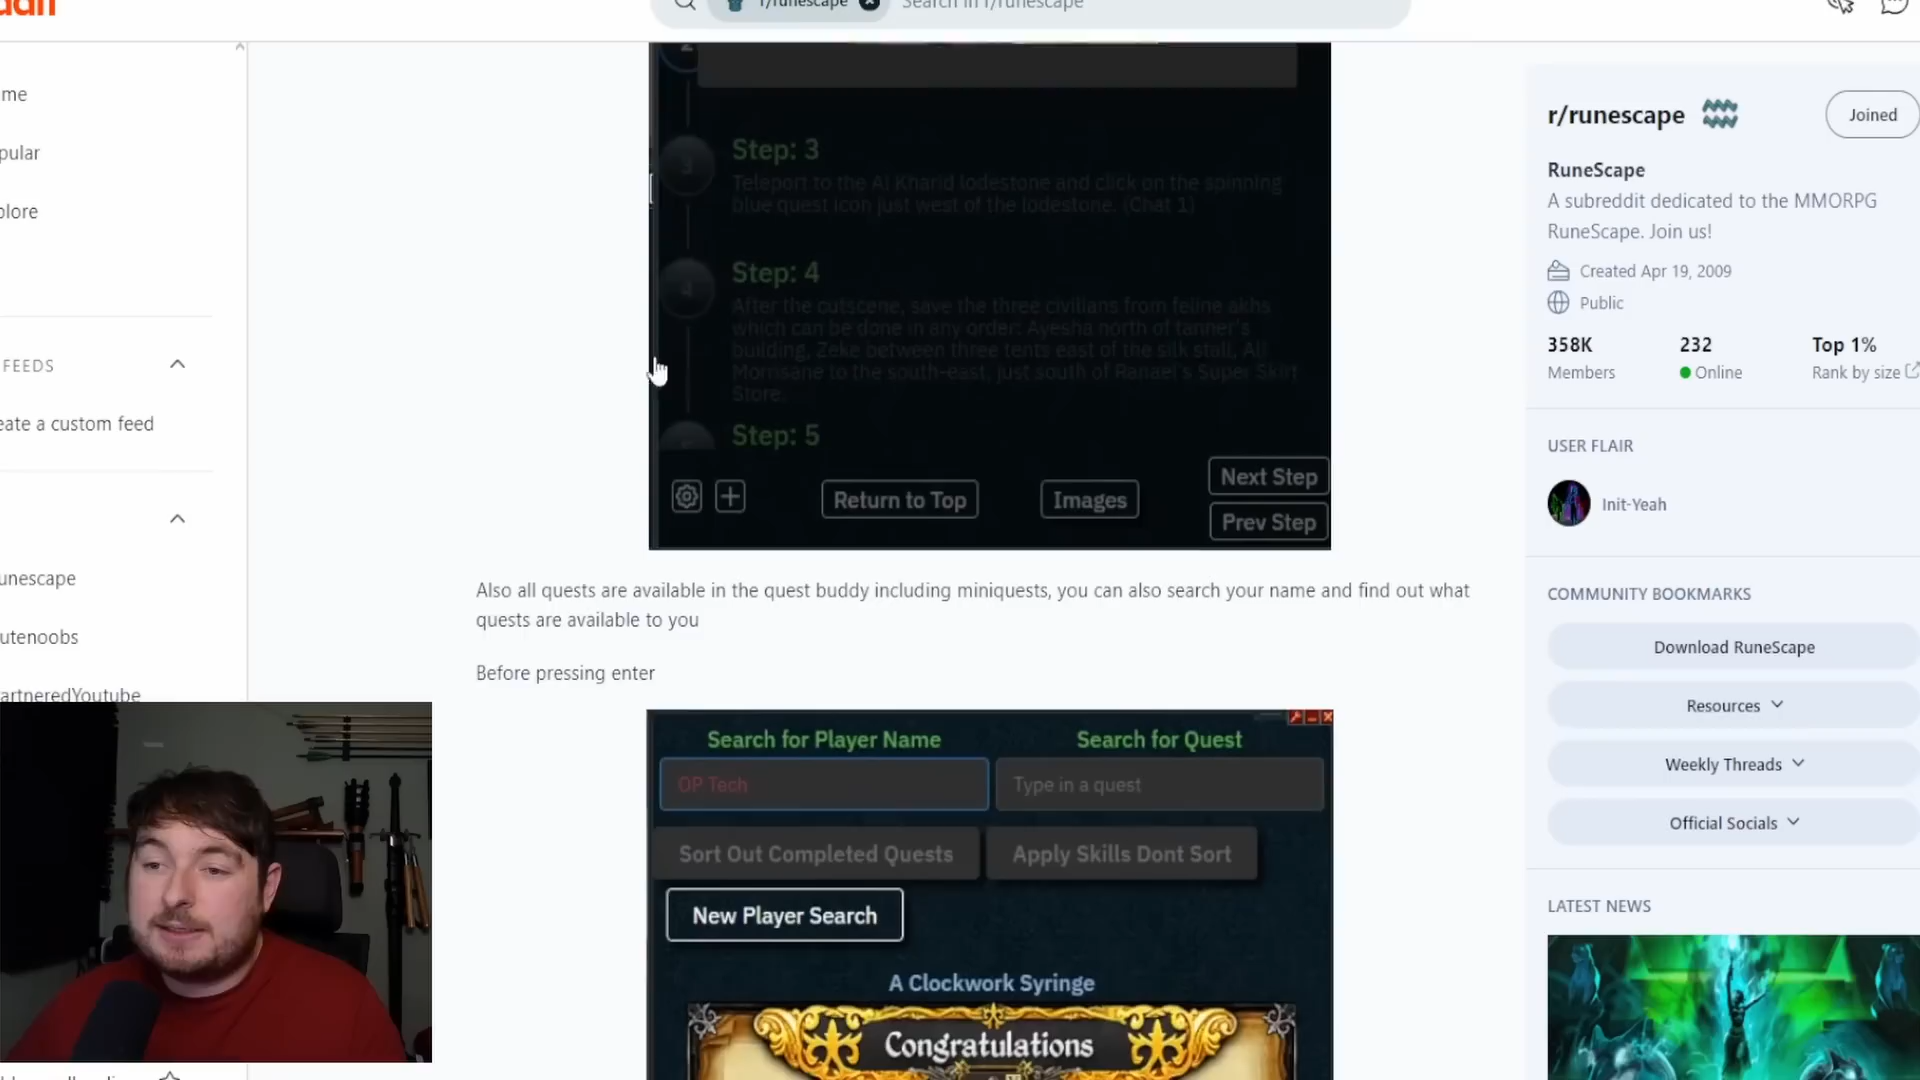 r/runescape
Search in r/runescape
me
pular
plore
FEEDS
eate a custom feed
unescape
utenoobs
artneredYoutube
2
3
Step: 3
Teleport to the Al Kharid lodestone and click on the spinning
blue quest icon just west of the lodestone. (Chat 1)
4
Step: 4
After the cutscene, save the three civilians from feline akhs
which can be done in any order: Ayesha north of tanner's
building, Zeke between three tents east of the silk stall, Ali
Morrisane to the south-east, just south of Ranael's Super Skirt
Store.
Step: 5
Return to Top
Images
Next Step
Prev Step
Also all quests are available in the quest buddy including miniquests, you can also search your name and find out what
quests are available to you
Before pressing enter
Search for Player Name
Search for Quest
OP Tech
Type in a quest
Sort Out Completed Quests
Apply Skills Dont Sort
New Player Search
A Clockwork Syringe
Congratulations
r/runescape
Joined
RuneScape
A subreddit dedicated to the MMORPG
RuneScape. Join us!
Created Apr 19, 2009
Public
358K
232
Top 1%
Members
Online
Rank by size
USER FLAIR
Init-Yeah
COMMUNITY BOOKMARKS
Download RuneScape
Resources
Weekly Threads
Official Socials
LATEST NEWS